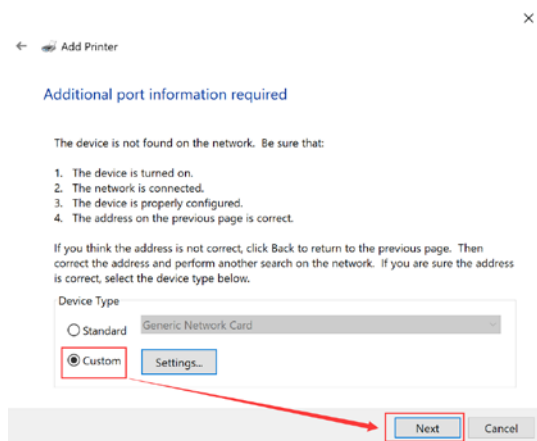 Add Printer
Additional port information required
The device is not found on the network. Be sure that:
1. The device is turned on.
2. The network is connected.
3. The device is properly configured.
4. The address on the previous page is correct.
If you think the address is not correct, click Back to return to the previous page. Then
correct the address and perform another search on the network. If you are sure the address
is correct, select the device type below.
Device Type
Standard
Generic Network Card
Custom
Settings...
Next
Cancel